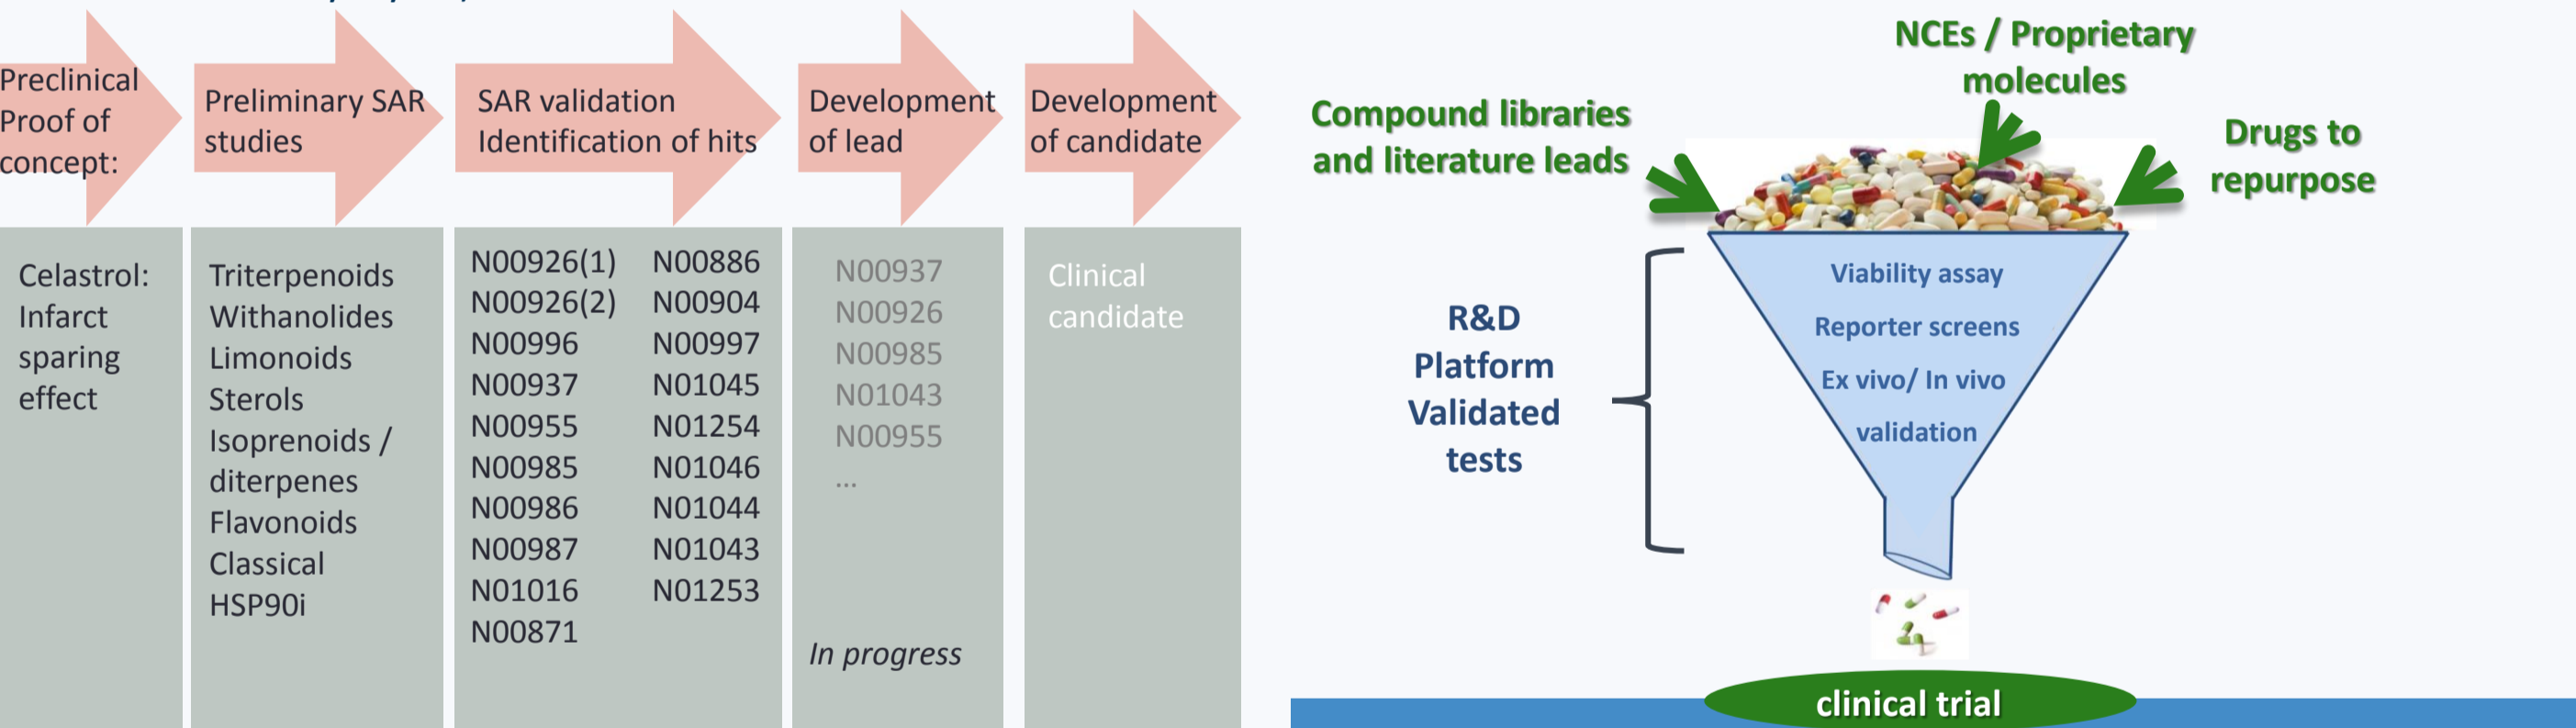 Preclinical
Proof of
concept:
Preliminary SAR
studies
SAR validation
Identification of hits
Development
of lead
Development
of candidate
Celastrol:
Infarct
sparing
effect
Triterpenoids
Withanolides
Limonoids
Sterols
Isoprenoids /
diterpenes
Flavonoids
Classical
HSP90i
N00926(1)
N00926(2)
N00996
N00937
N00955
N00985
N00986
N00987
N01016
N00871
N00886
N00904
N00997
N01045
N01254
N01046
N01044
N01043
N01253
N00937
N00926
N00985
N01043
N00955
...
In progress
Clinical
candidate
NCEs / Proprietary
molecules
Compound libraries
and literature leads
Drugs to
repurpose
R&D
Platform
Validated
tests
Viability assay
Reporter screens
Ex vivo/ In vivo
validation
clinical trial